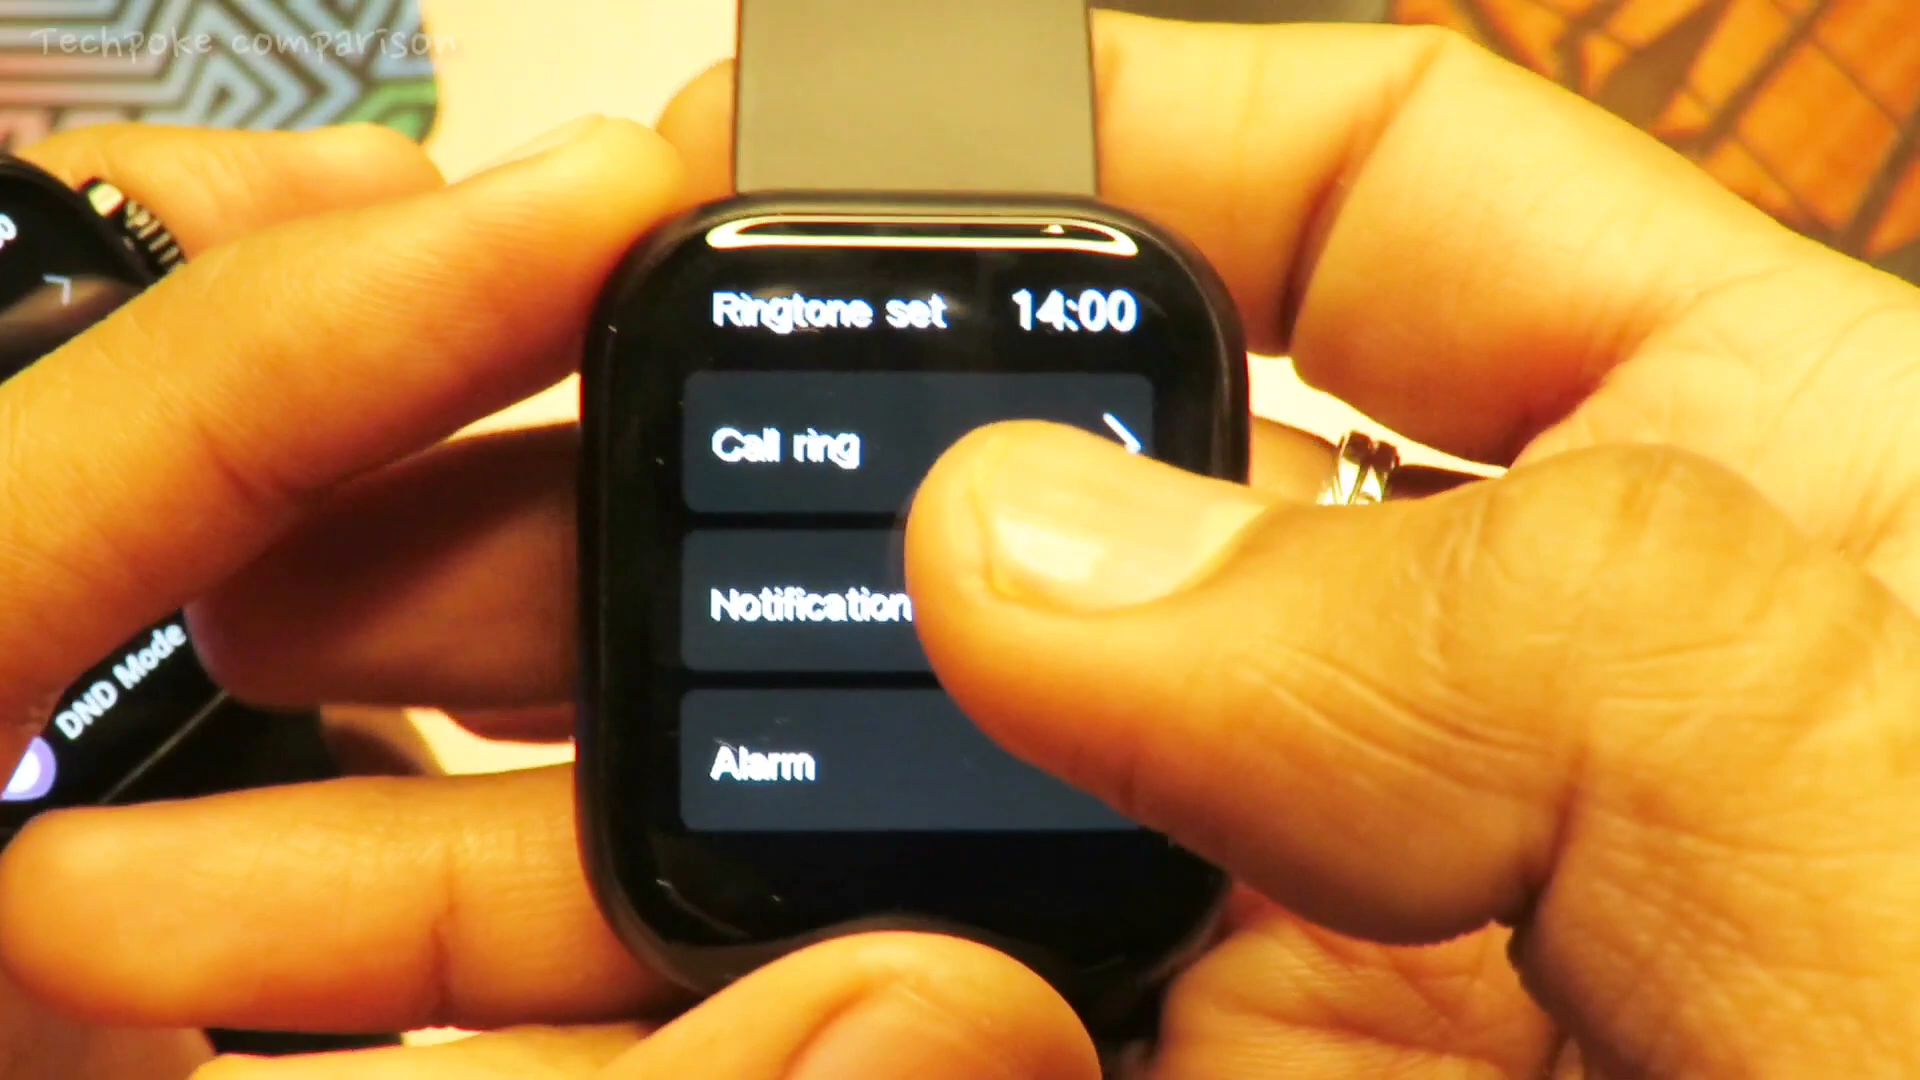 Techpoke comparison
Ringtone set 14:00
Call ring
Notification
Alarm
DND Mode